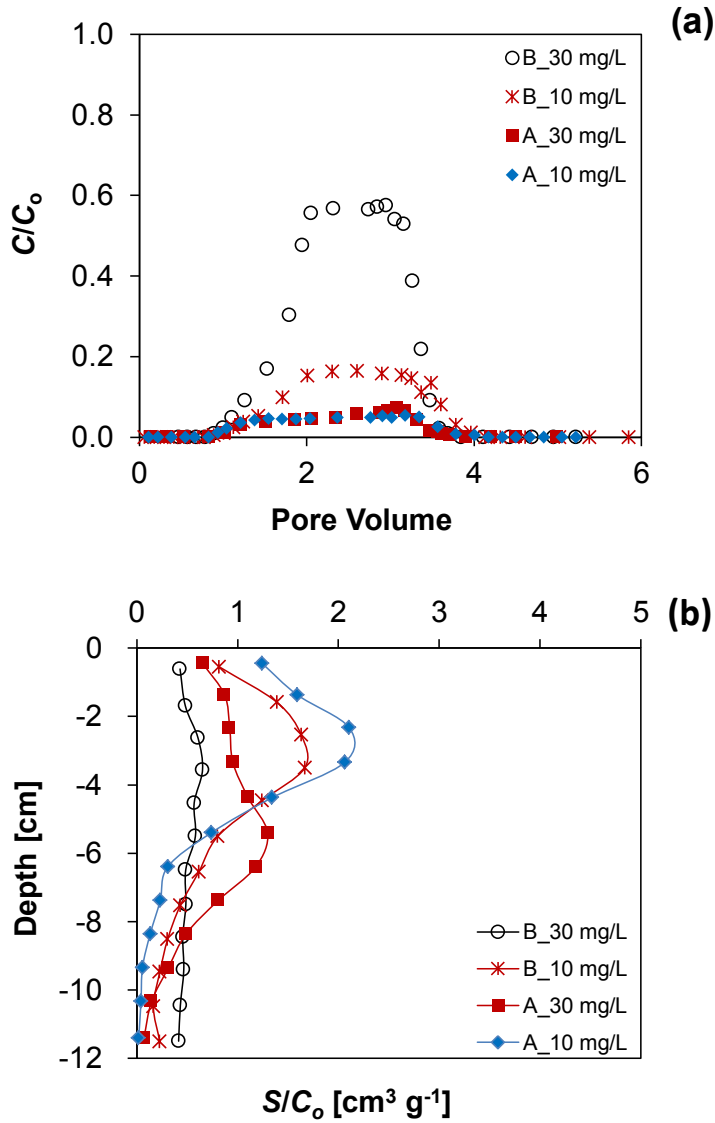 (a)
1.0
0.8
0.6
0.4
0.2
0.0
C/Co
B_30 mg/L
B_10 mg/L
A_30 mg/L
A_10 mg/L
0 2 4 6
Pore Volume
(b)
0 1 2 3 4 5
0
-2
-4
-6
-8
-10
-12
Depth [cm]
B_30 mg/L
B_10 mg/L
A_30 mg/L
A_10 mg/L
S/Co [cm³ g⁻¹]